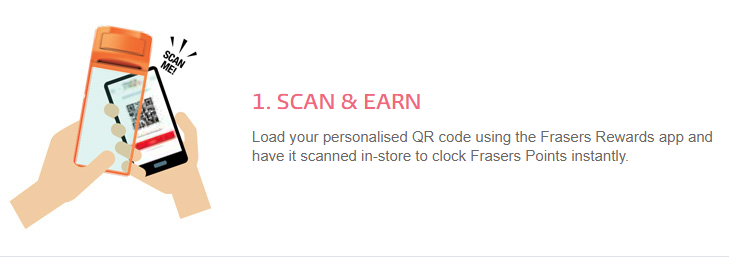 SCAN
ME!
1. SCAN & EARN
Load your personalised QR code using the Frasers Rewards app and
have it scanned in-store to clock Frasers Points instantly.